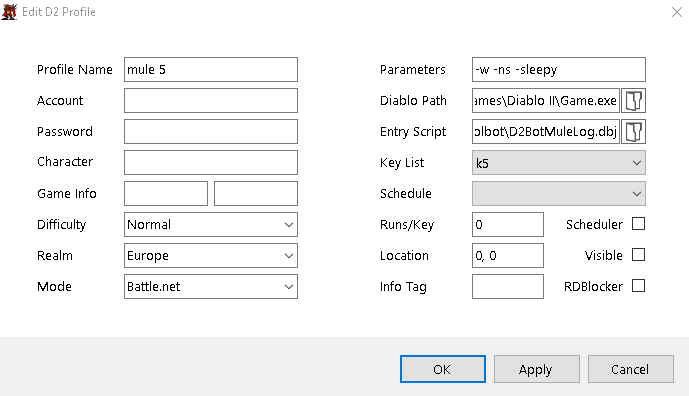 Edit D2 Profile
Profile Name mule 5 Parameters -w -ns -sleepy
Account Diablo Path ames\Diablo II\Game.exe
Password Entry Script olbot\D2BotMuleLog.dbj
Character Key List k5
Game Info Schedule
Difficulty Normal Runs/Key 0 Scheduler
Realm Europe Location 0, 0 Visible
Mode Battle.net Info Tag RDBlocker
OK Apply Cancel